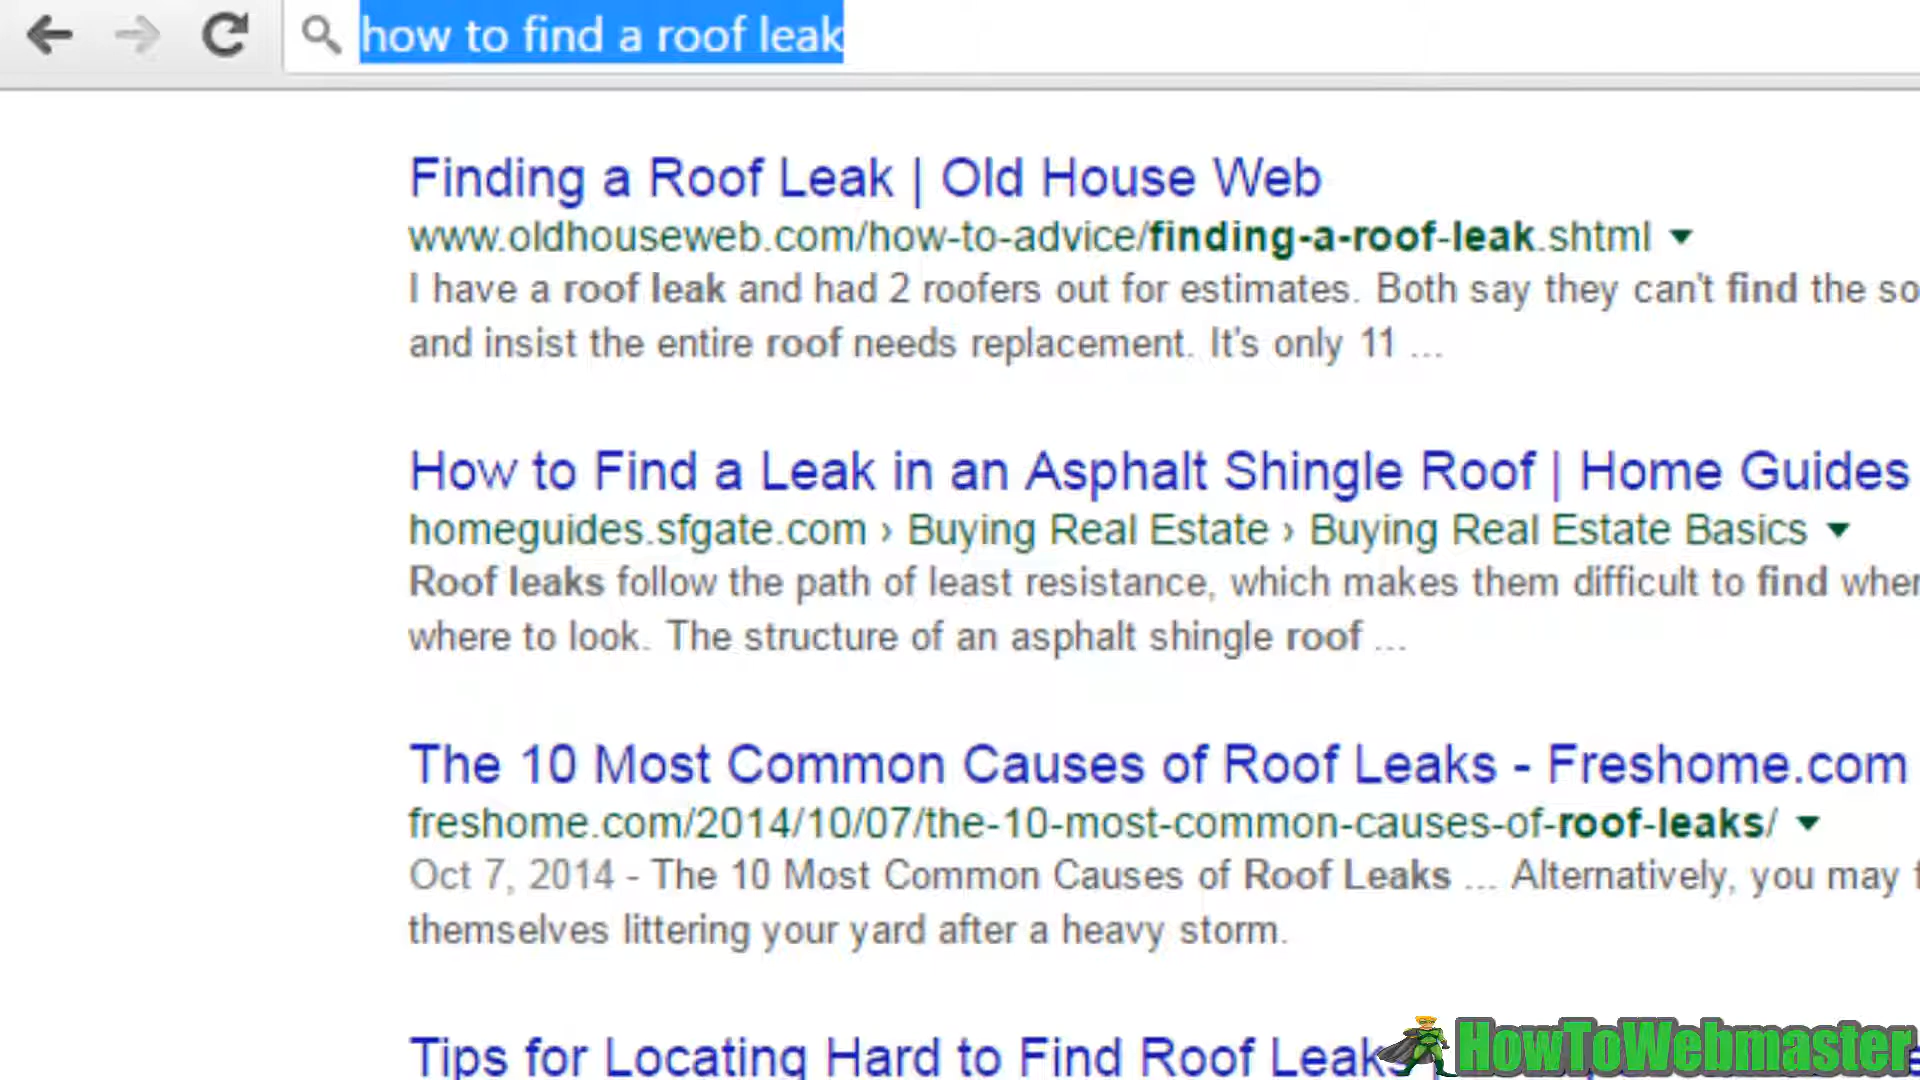 how to find a roof leak
Finding a Roof Leak | Old House Web
www.oldhouseweb.com/how-to-advice/finding-a-roof-leak.shtml
I have a roof leak and had 2 roofers out for estimates. Both say they can't find the so
and insist the entire roof needs replacement. It's only 11 ...
How to Find a Leak in an Asphalt Shingle Roof | Home Guides
homeguides.sfgate.com › Buying Real Estate › Buying Real Estate Basics
Roof leaks follow the path of least resistance, which makes them difficult to find when
where to look. The structure of an asphalt shingle roof ...
The 10 Most Common Causes of Roof Leaks - Freshome.com
freshome.com/2014/10/07/the-10-most-common-causes-of-roof-leaks/
Oct 7, 2014 - The 10 Most Common Causes of Roof Leaks ... Alternatively, you may f
themselves littering your yard after a heavy storm.
Tips for Locating Hard to Find Roof Leaks
HowToWebmaster